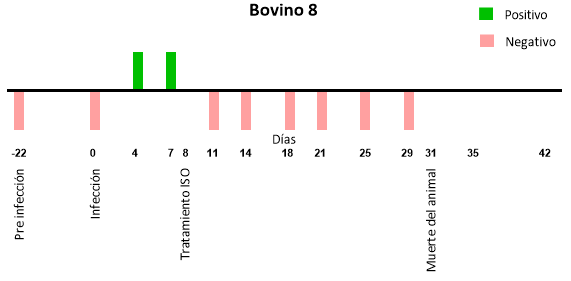 Bovino 8
Positivo
Negativo
Días
-22 0 4 7 8 11 14 18 21 25 29 31 35 42
Pre infección
Infección
Tratamiento ISO
Muerte del animal